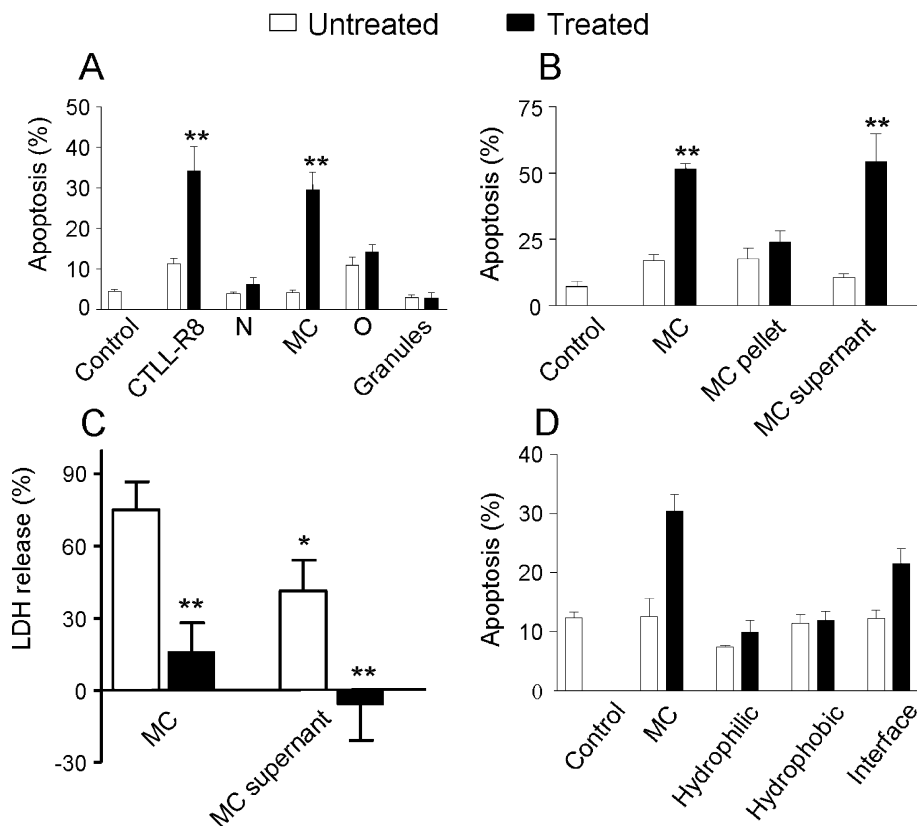 Untreated Treated
A
Apoptosis (%)
50
40
30
20
10
0
** **
Control CTLL-R8 N MC O Granules
B
Apoptosis (%)
75
50
25
0
** **
Control MC MC pellet MC supernant
C
LDH release (%)
90
60
30
0
-30
** * **
MC MC supernant
D
Apoptosis (%)
40
30
20
10
0
Control MC Hydrophilic Hydrophobic Interface